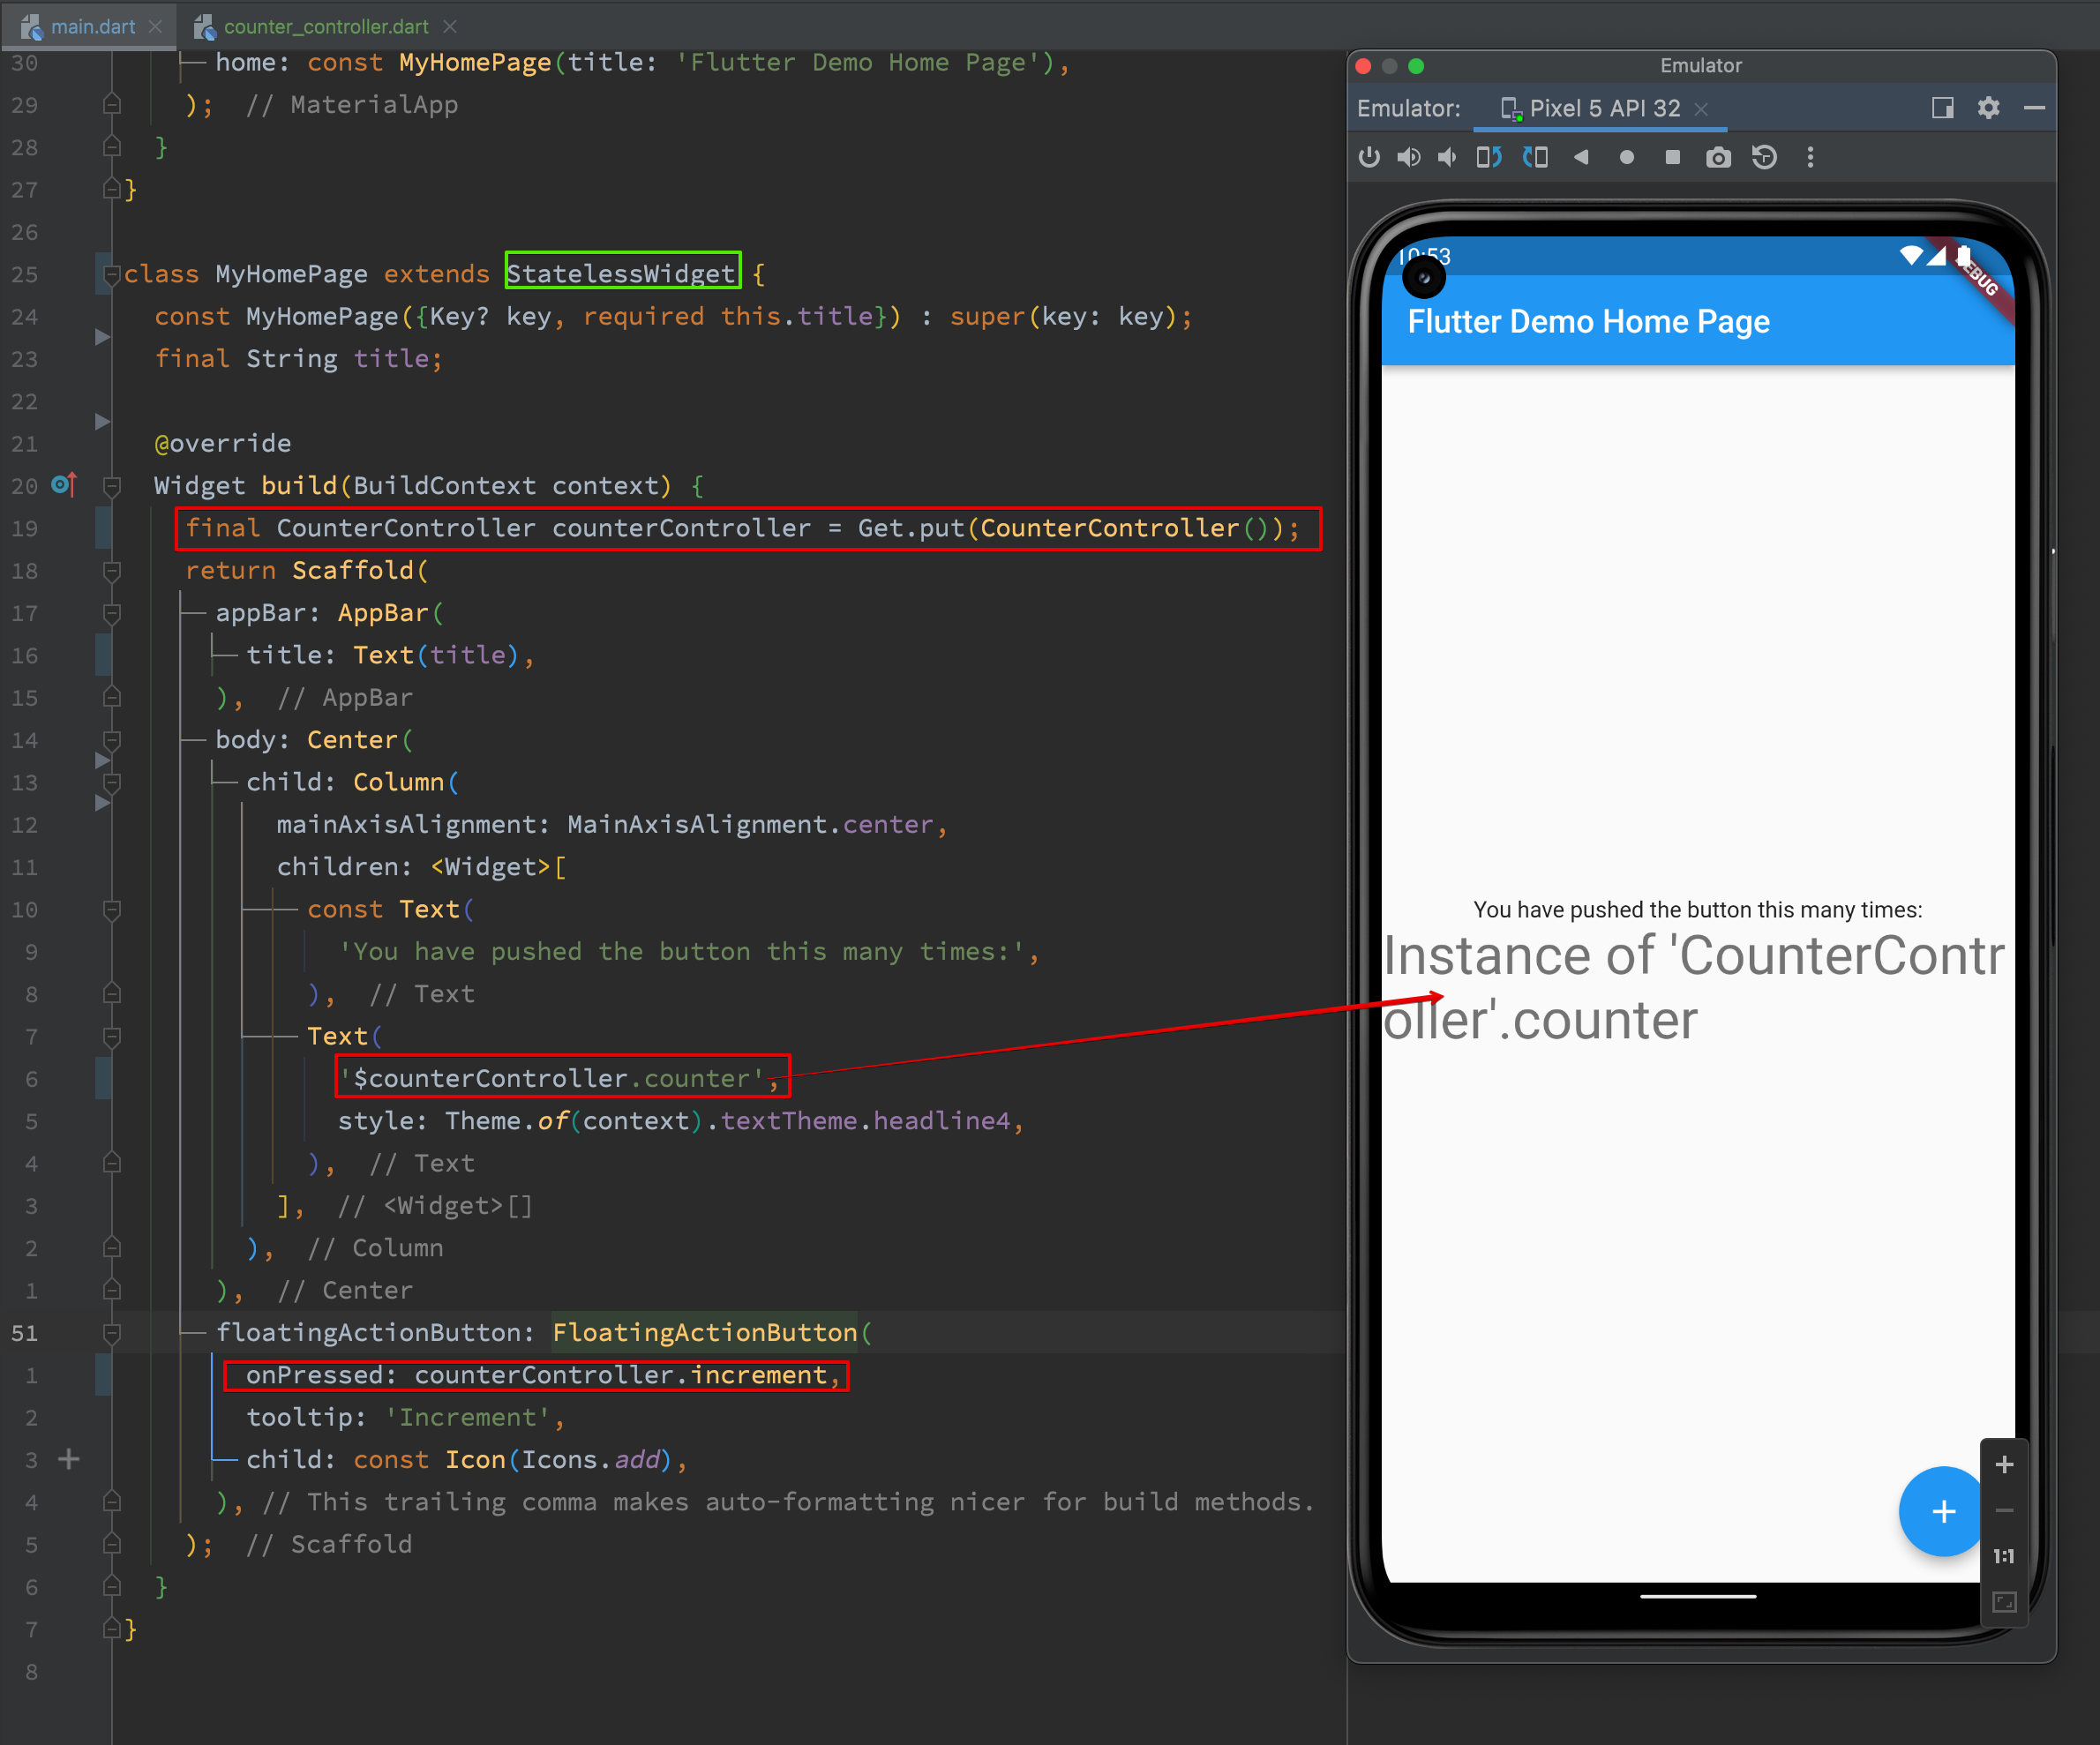 main.dart
counter_controller.dart
30 home: const MyHomePage(title: 'Flutter Demo Home Page'),
29 ); // MaterialApp
28 }
27 }
26
25 class MyHomePage extends StatelessWidget {
24 const MyHomePage({Key? key, required this.title}) : super(key: key);
23 final String title;
22
21 @override
20 Widget build(BuildContext context) {
19 final CounterController counterController = Get.put(CounterController());
18 return Scaffold(
17 appBar: AppBar(
16 title: Text(title),
15 ), // AppBar
14 body: Center(
13 child: Column(
12 mainAxisAlignment: MainAxisAlignment.center,
11 children: <Widget>[
10 const Text(
9 'You have pushed the button this many times:',
8 ), // Text
7 Text(
6 '$counterController.counter',
5 style: Theme.of(context).textTheme.headline4,
4 ), // Text
3 ], // <Widget>[]
2 ), // Column
1 ), // Center
51 floatingActionButton: FloatingActionButton(
1 onPressed: counterController.increment,
2 tooltip: 'Increment',
3 child: const Icon(Icons.add),
4 ), // This trailing comma makes auto-formatting nicer for build methods.
5 ); // Scaffold
6 }
7 }
8
Emulator
Emulator: Pixel 5 API 32
10:53
DEBUG
Flutter Demo Home Page
You have pushed the button this many times:
Instance of 'CounterContr
oller'.counter
1:1